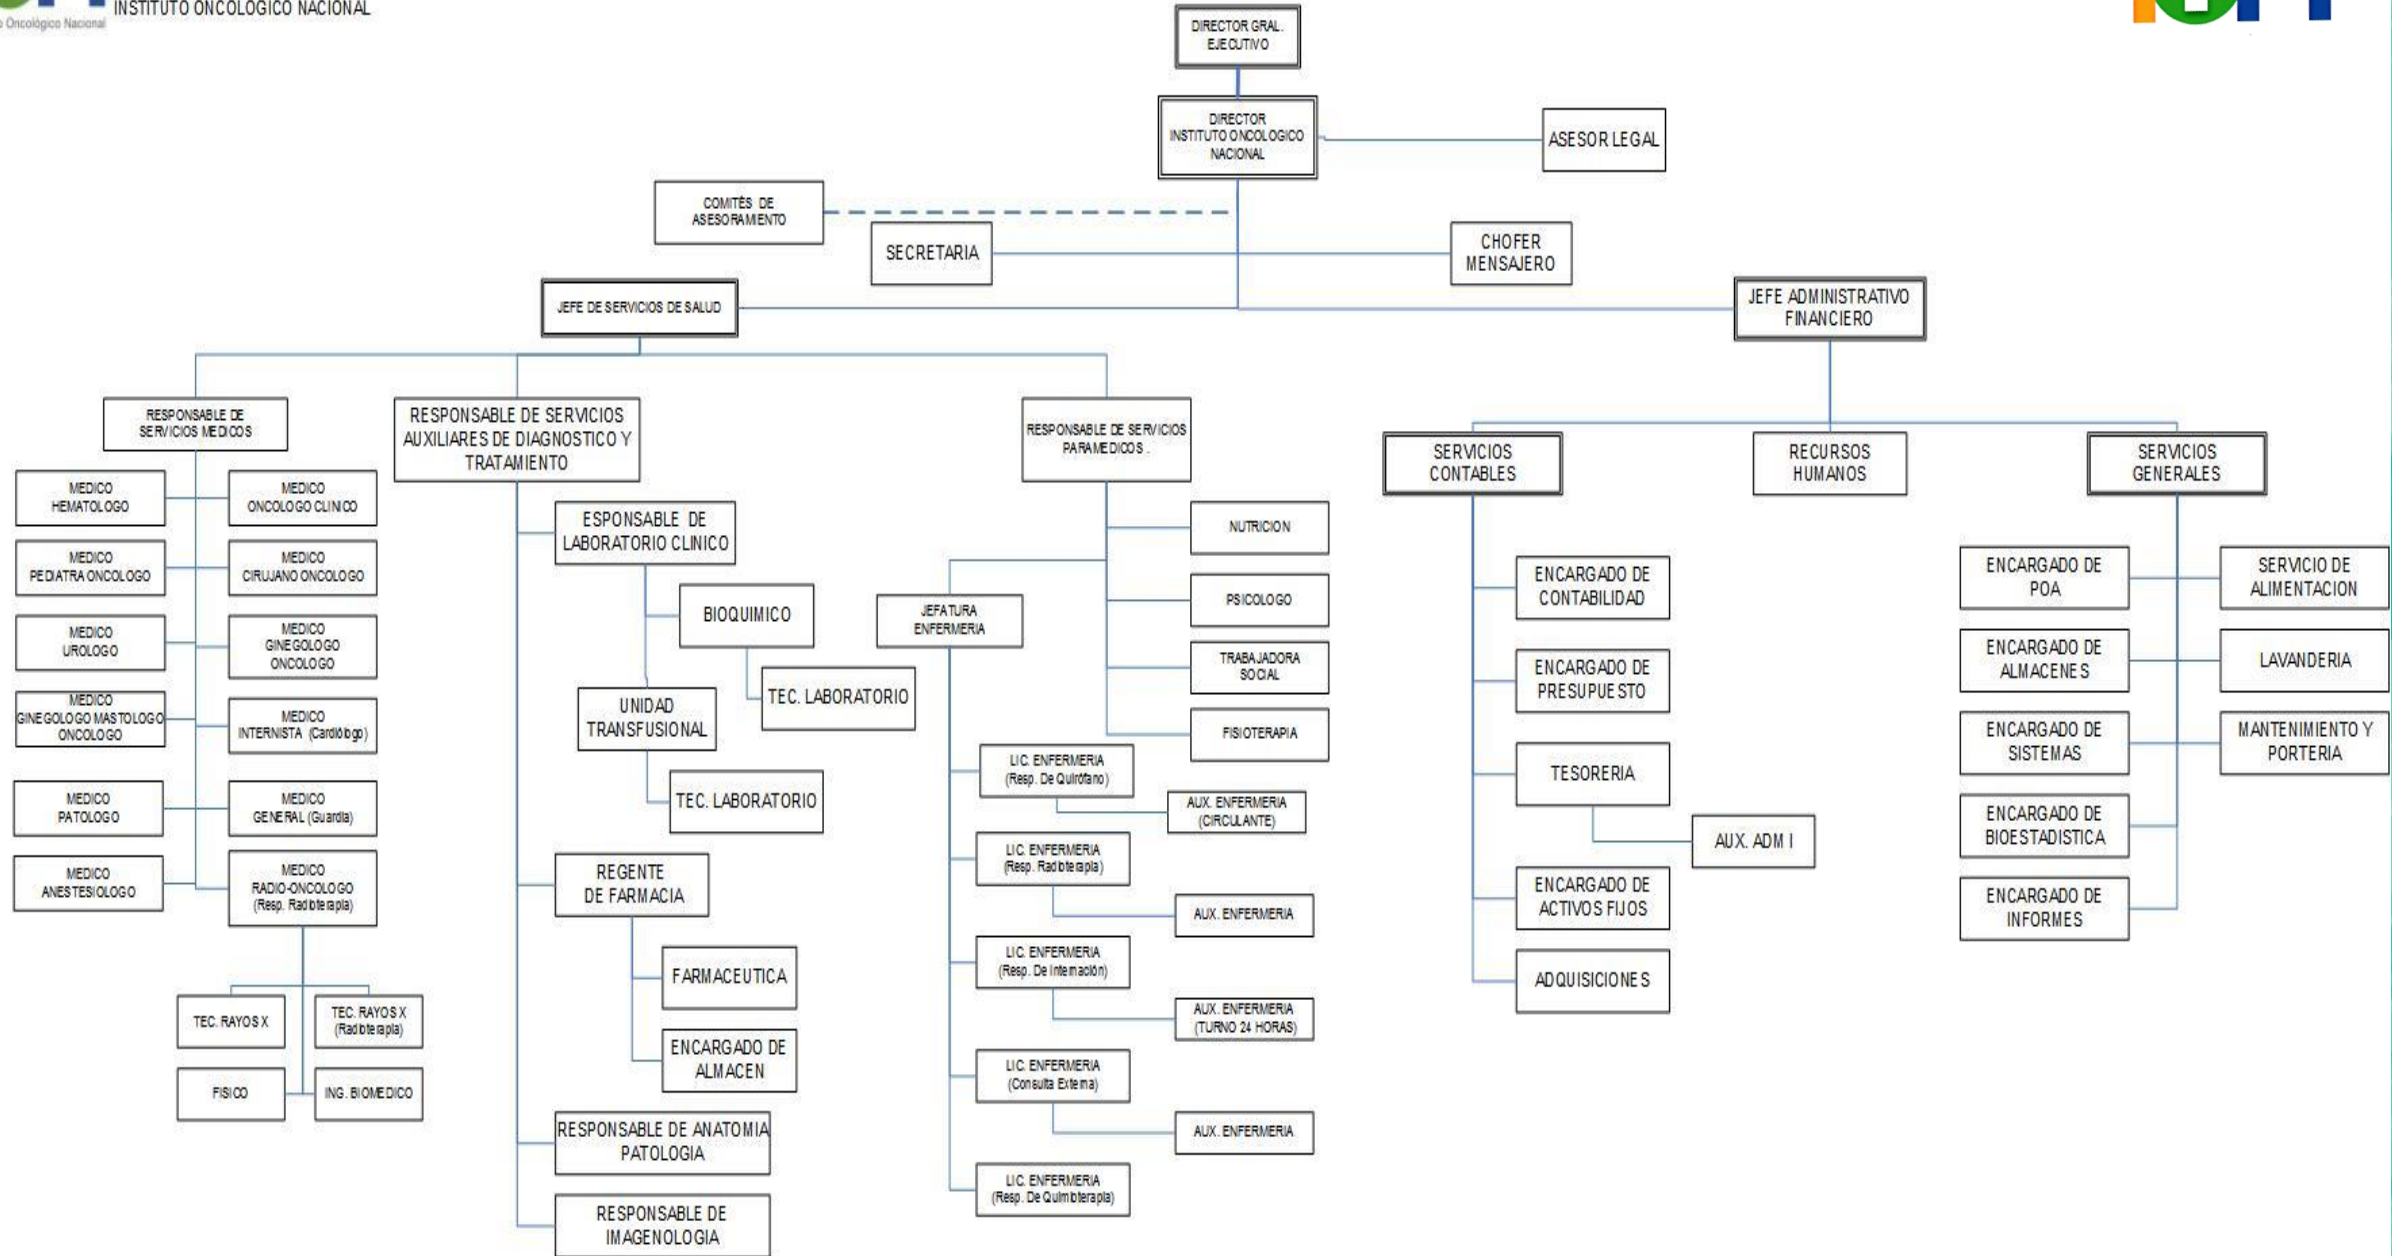 INSTITUTO ONCOLOGICO NACIONAL
o Oncológico Nacional
DIRECTOR GRAL.
EJECUTIVO
DIRECTOR
INSTITUTO ONCOLOGICO
NACIONAL
ASESOR LEGAL
COMITÉS DE
ASESORAMIENTO
SECRETARIA
CHOFER
MENSAJERO
JEFE DE SERVICIOS DE SALUD
JEFE ADMINISTRATIVO
FINANCIERO
RESPONSABLE DE
SERVICIOS MEDICOS
MEDICO
HEMATOLOGO
MEDICO
ONCOLOGO CLINICO
MEDICO
PEDIATRA ONCOLOGO
MEDICO
CIRUJANO ONCOLOGO
MEDICO
UROLOGO
MEDICO
GINEGOLOGO
ONCOLOGO
MEDICO
GINEGOLOGO MASTOLOGO
ONCOLOGO
MEDICO
INTERNISTA (Cardiólogo)
MEDICO
PATOLOGO
MEDICO
GENERAL (Guardia)
MEDICO
ANESTESIOLOGO
MEDICO
RADIO-ONCOLOGO
(Resp. Radioterapia)
TEC. RAYOS X
TEC. RAYOS X
(Radioterapia)
FISICO
ING. BIOMEDICO
RESPONSABLE DE SERVICIOS
AUXILIARES DE DIAGNOSTICO Y
TRATAMIENTO
ESPONSABLE DE
LABORATORIO CLINICO
BIOQUIMICO
TEC. LABORATORIO
UNIDAD
TRANSFUSIONAL
TEC. LABORATORIO
REGENTE
DE FARMACIA
FARMACEUTICA
ENCARGADO DE
ALMACEN
RESPONSABLE DE ANATOMIA
PATOLOGIA
RESPONSABLE DE
IMAGENOLOGIA
RESPONSABLE DE SERVICIOS
PARAMEDICOS .
NUTRICION
PSICOLOGO
TRABAJADORA
SOCIAL
FISIOTERAPIA
JEFATURA
ENFERMERIA
LIC. ENFERMERIA
(Resp. De Quirófano)
AUX. ENFERMERIA
(CIRCULANTE)
LIC. ENFERMERIA
(Resp. Radioterapia)
AUX. ENFERMERIA
LIC. ENFERMERIA
(Resp. De Internación)
AUX. ENFERMERIA
(TURNO 24 HORAS)
LIC. ENFERMERIA
(Consulta Externa)
AUX. ENFERMERIA
LIC. ENFERMERIA
(Resp. De Quimioterapia)
SERVICIOS
CONTABLES
ENCARGADO DE
CONTABILIDAD
ENCARGADO DE
PRESUPUESTO
TESORERIA
AUX. ADM I
ENCARGADO DE
ACTIVOS FIJOS
ADQUISICIONES
RECURSOS
HUMANOS
SERVICIOS
GENERALES
ENCARGADO DE
POA
SERVICIO DE
ALIMENTACION
ENCARGADO DE
ALMACENES
LAVANDERIA
ENCARGADO DE
SISTEMAS
MANTENIMIENTO Y
PORTERIA
ENCARGADO DE
BIOESTADISTICA
ENCARGADO DE
INFORMES